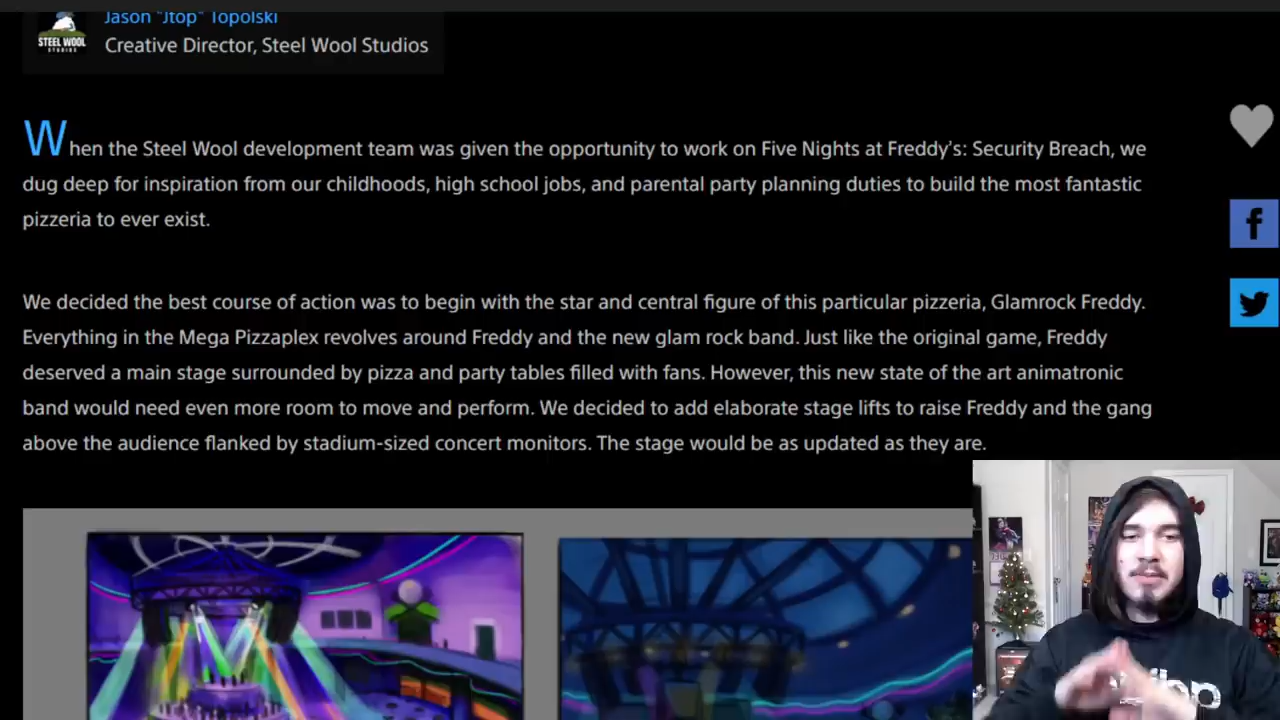 Jason "Jtop" Topolski
STEEL WOOL
STUDIOS
Creative Director, Steel Wool Studios
When the Steel Wool development team was given the opportunity to work on Five Nights at Freddy's: Security Breach, we
dug deep for inspiration from our childhoods, high school jobs, and parental party planning duties to build the most fantastic
pizzeria to ever exist.
We decided the best course of action was to begin with the star and central figure of this particular pizzeria, Glamrock Freddy.
Everything in the Mega Pizzaplex revolves around Freddy and the new glam rock band. Just like the original game, Freddy
deserved a main stage surrounded by pizza and party tables filled with fans. However, this new state of the art animatronic
band would need even more room to move and perform. We decided to add elaborate stage lifts to raise Freddy and the gang
above the audience flanked by stadium-sized concert monitors. The stage would be as updated as they are.